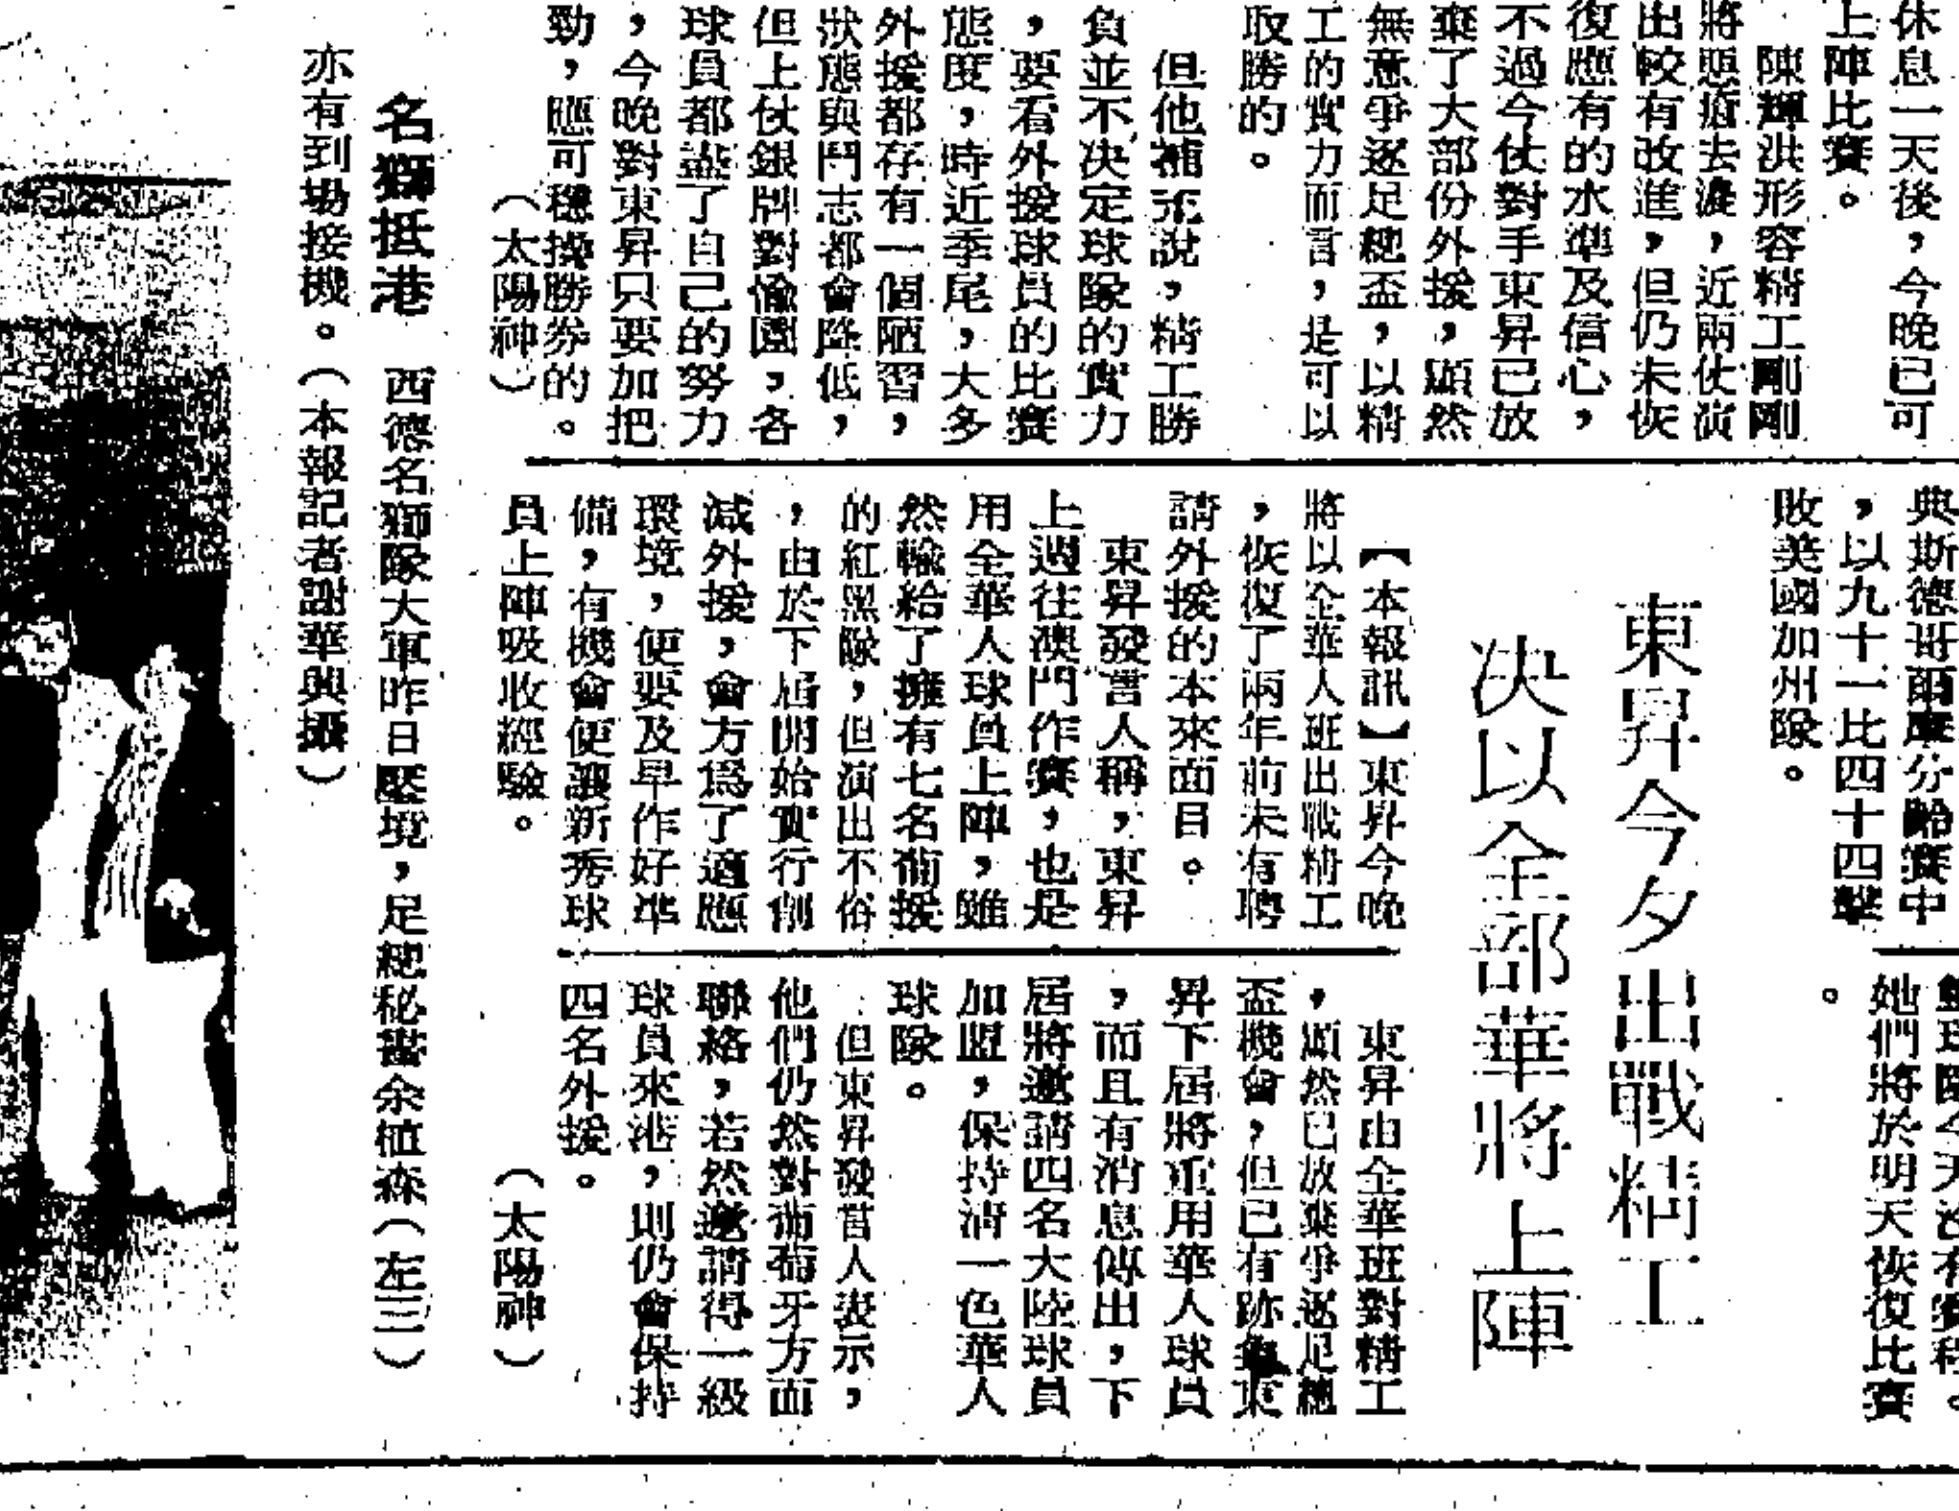 休息一天後，今晚已可
上陣比賽。
陳輝洪形容精工剛剛
將惡瘡去濃，近兩仗演
出較有改進，但仍未恢
復應有的水準及信心，
不過今仗對手東昇已放
棄了大部份外援，顯然
無意爭逐足總盃，以精
工的實力而言，是可以
取勝的。
但他補充說，精工勝
負並不決定球隊的實力
，要看外援球員的比賽
態度，時近季尾，大多
外援都存有一個陋習，
狀態與鬥志都會降低，
但上仗銀牌對愉園，各
球員都盡了自己的努力
，今晚對東昇只要加把
勁，應可穩操勝券的。
（太陽神）
典斯德哥爾摩分齡賽中
，以九十一比四十四擊
敗美國加州隊。
她們將於明天恢復比賽
。
東昇今夕出戰精工
决以全部華將上陣
【本報訊】東昇今晚
將以全華人班出戰精工
，恢復了兩年前未有聘
請外援的本來面目。
東昇發言人稱，東昇
上週往澳門作賽，也是
用全華人球員上陣，雖
然輸給了擁有七名葡援
的紅黑隊，但演出不俗
，由於下屆開始實行削
減外援，會方爲了適應
環境，便要及早作好準
備，有機會便讓新秀球
員上陣吸收經驗。
東昇由全華班對精工
，顯然已放棄爭逐足總
盃機會，但已有跡象東
昇下屆將重用華人球員
，而且有消息傳出，下
屆將邀請四名大陸球員
加盟，保持清一色華人
球隊。
但東昇發言人表示，
他們仍然對葡萄牙方面
聯絡，若然邀請得一級
球員來港，則仍會保持
四名外援。
（太陽神）
名獅抵港
西德名獅隊大軍昨日壓境，足總秘書余植森（左三）
亦有到場接機。（本報記者謝華興攝）